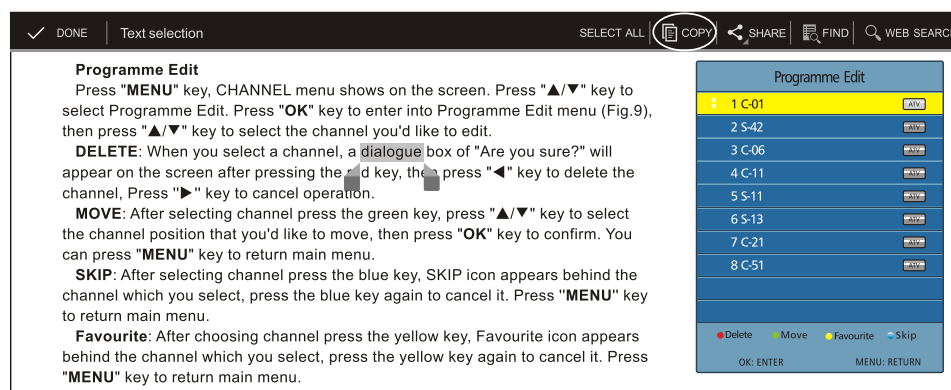 DONE Text selection SELECT ALL COPY SHARE FIND WEB SEARC
Programme Edit
Press "MENU" key, CHANNEL menu shows on the screen. Press "▲/▼" key to
select Programme Edit. Press "OK" key to enter into Programme Edit menu (Fig.9),
then press "▲/▼" key to select the channel you'd like to edit.
DELETE: When you select a channel, a dialogue box of "Are you sure?" will
appear on the screen after pressing the key, then press "◀" key to delete the
channel, Press "▶" key to cancel operation.
MOVE: After selecting channel press the green key, press "▲/▼" key to select
the channel position that you'd like to move, then press "OK" key to confirm. You
can press "MENU" key to return main menu.
SKIP: After selecting channel press the blue key, SKIP icon appears behind the
channel which you select, press the blue key again to cancel it. Press "MENU" key
to return main menu.
Favourite: After choosing channel press the yellow key, Favourite icon appears
behind the channel which you select, press the yellow key again to cancel it. Press
"MENU" key to return main menu.
Programme Edit
1 C-01 ATV
2 S-42 ATV
3 C-06 ATV
4 C-11 ATV
5 S-11 ATV
6 S-13 ATV
7 C-21 ATV
8 C-51 ATV
Delete Move Favourite Skip
OK: ENTER MENU: RETURN